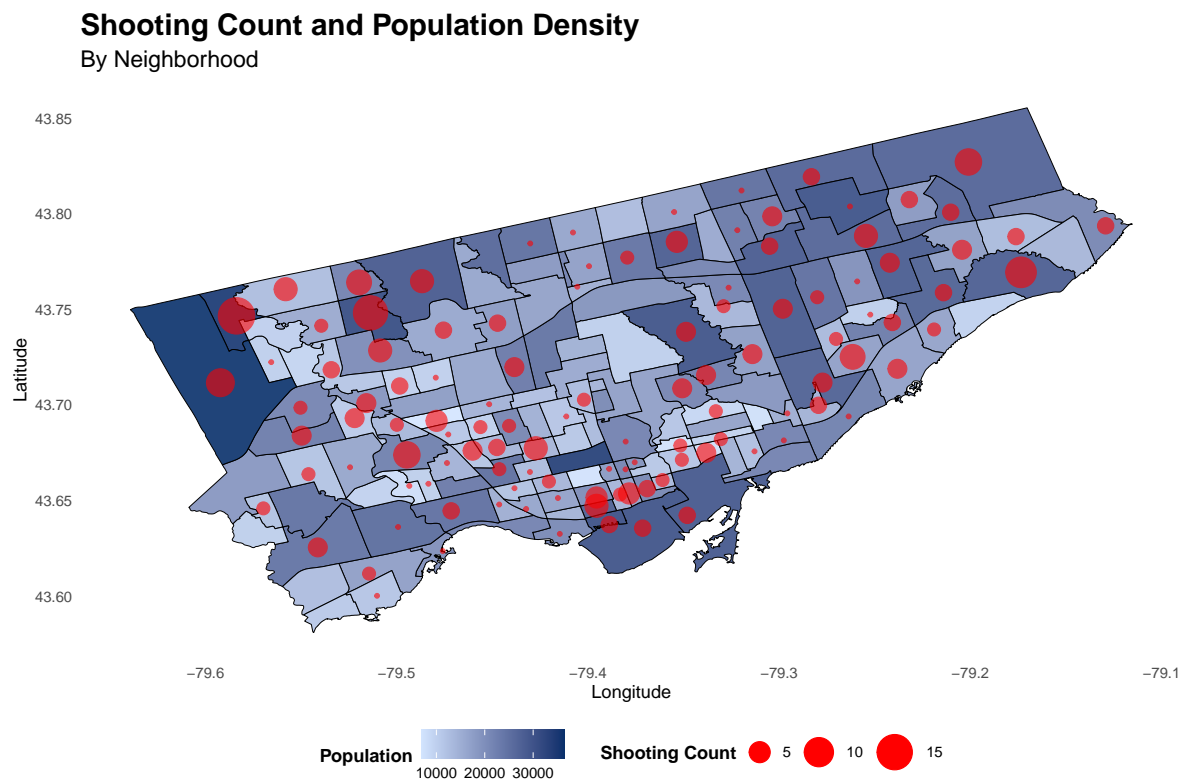 Shooting Count and Population Density
By Neighborhood
43.85
43.80
43.75
43.70
43.65
43.60
Latitude
−79.6 −79.5 −79.4 −79.3 −79.2 −79.1
Longitude
Population 10000 20000 30000 Shooting Count 5 10 15